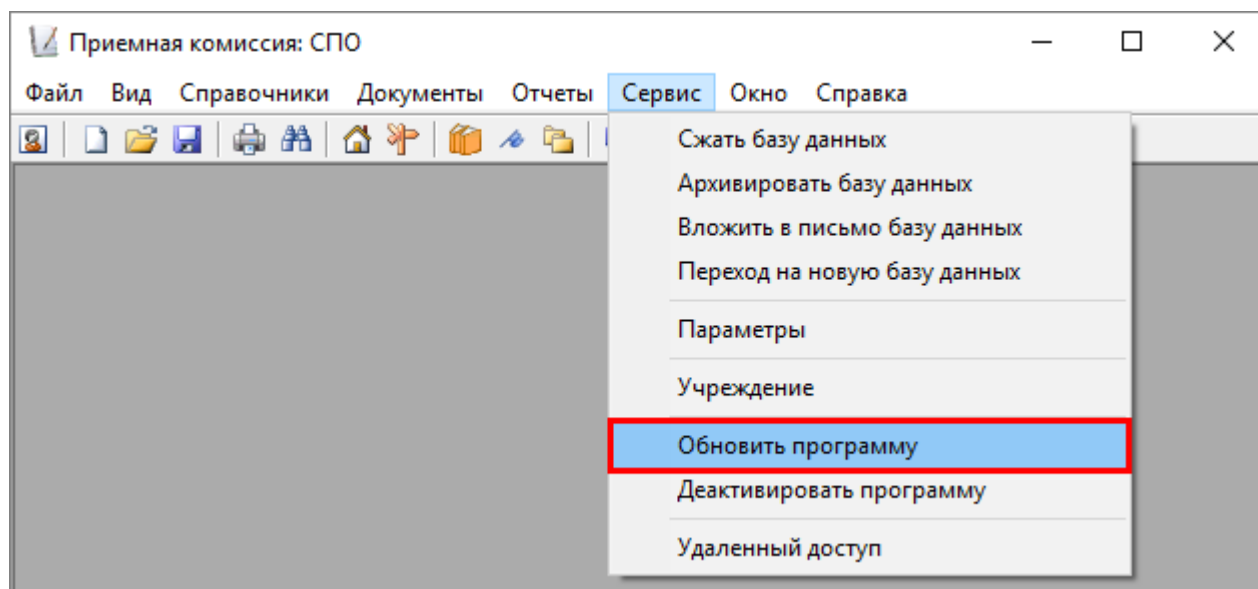 Приемная комиссия: СПО
Файл Вид Справочники Документы Отчеты Сервис Окно Справка
Сжать базу данных
Архивировать базу данных
Вложить в письмо базу данных
Переход на новую базу данных
Параметры
Учреждение
Обновить программу
Деактивировать программу
Удаленный доступ